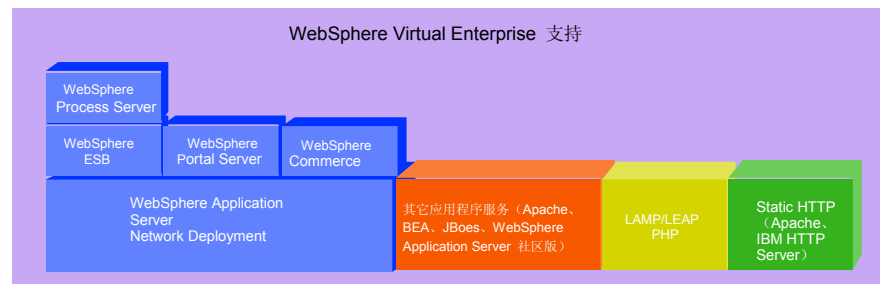 WebSphere Virtual Enterprise 支持
WebSphere
Process Server
WebSphere
ESB
WebSphere
Portal Server
WebSphere
Commerce
WebSphere Application
Server
Network Deployment
其它应用程序服务（Apache、
BEA、JBoes、WebSphere
Application Server 社区版）
LAMP/LEAP
PHP
Static HTTP
（Apache、
IBM HTTP
Server）